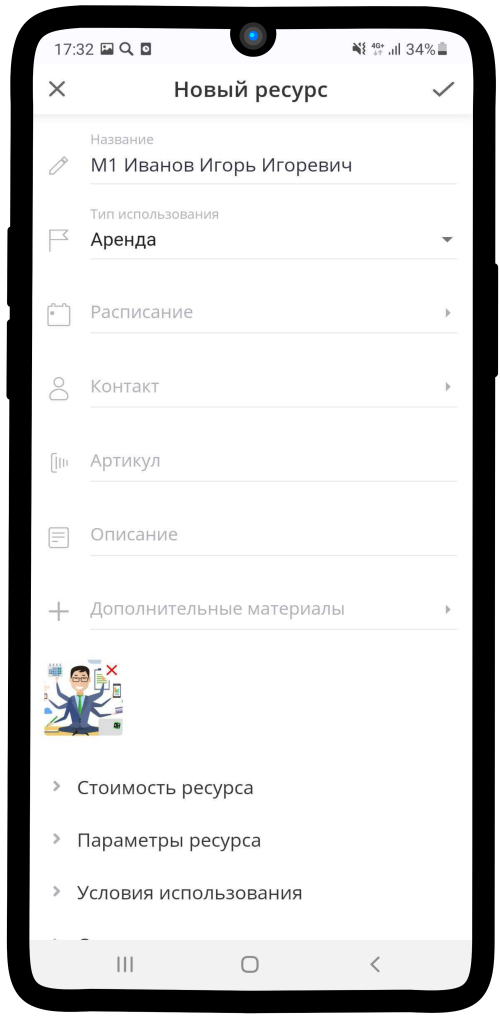 17:32 4G+ 34%
Новый ресурс
Название
М1 Иванов Игорь Игоревич
Тип использования
Аренда
Расписание
Контакт
Артикул
Описание
Дополнительные материалы
Стоимость ресурса
Параметры ресурса
Условия использования